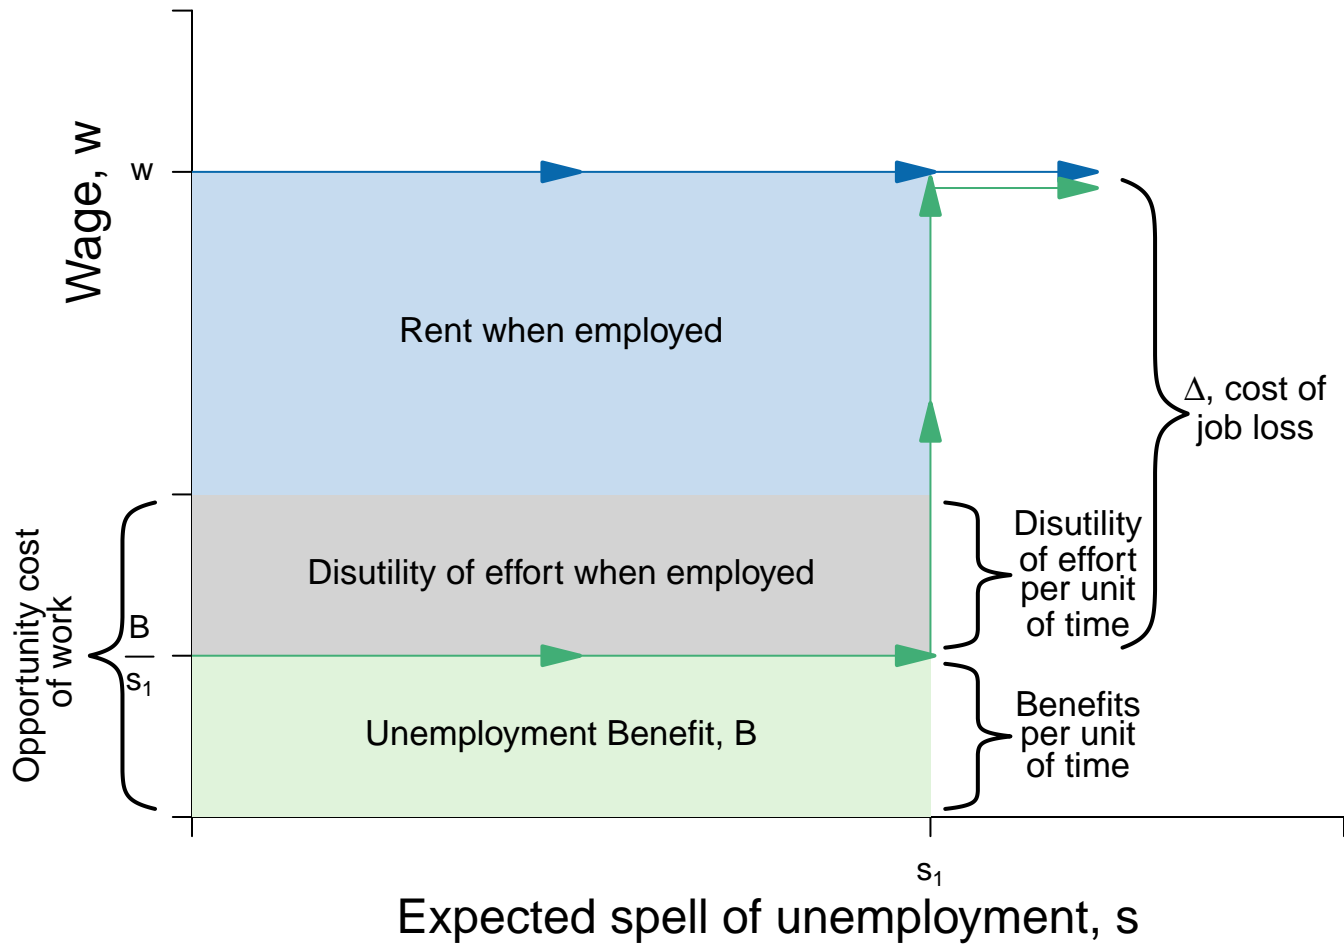 Wage, w
w
Rent when employed
Δ, cost of
job loss
Opportunity cost
of work
B
s1
Disutility of effort when employed
Disutility
of effort
per unit
of time
Unemployment Benefit, B
Benefits
per unit
of time
s1
Expected spell of unemployment, s